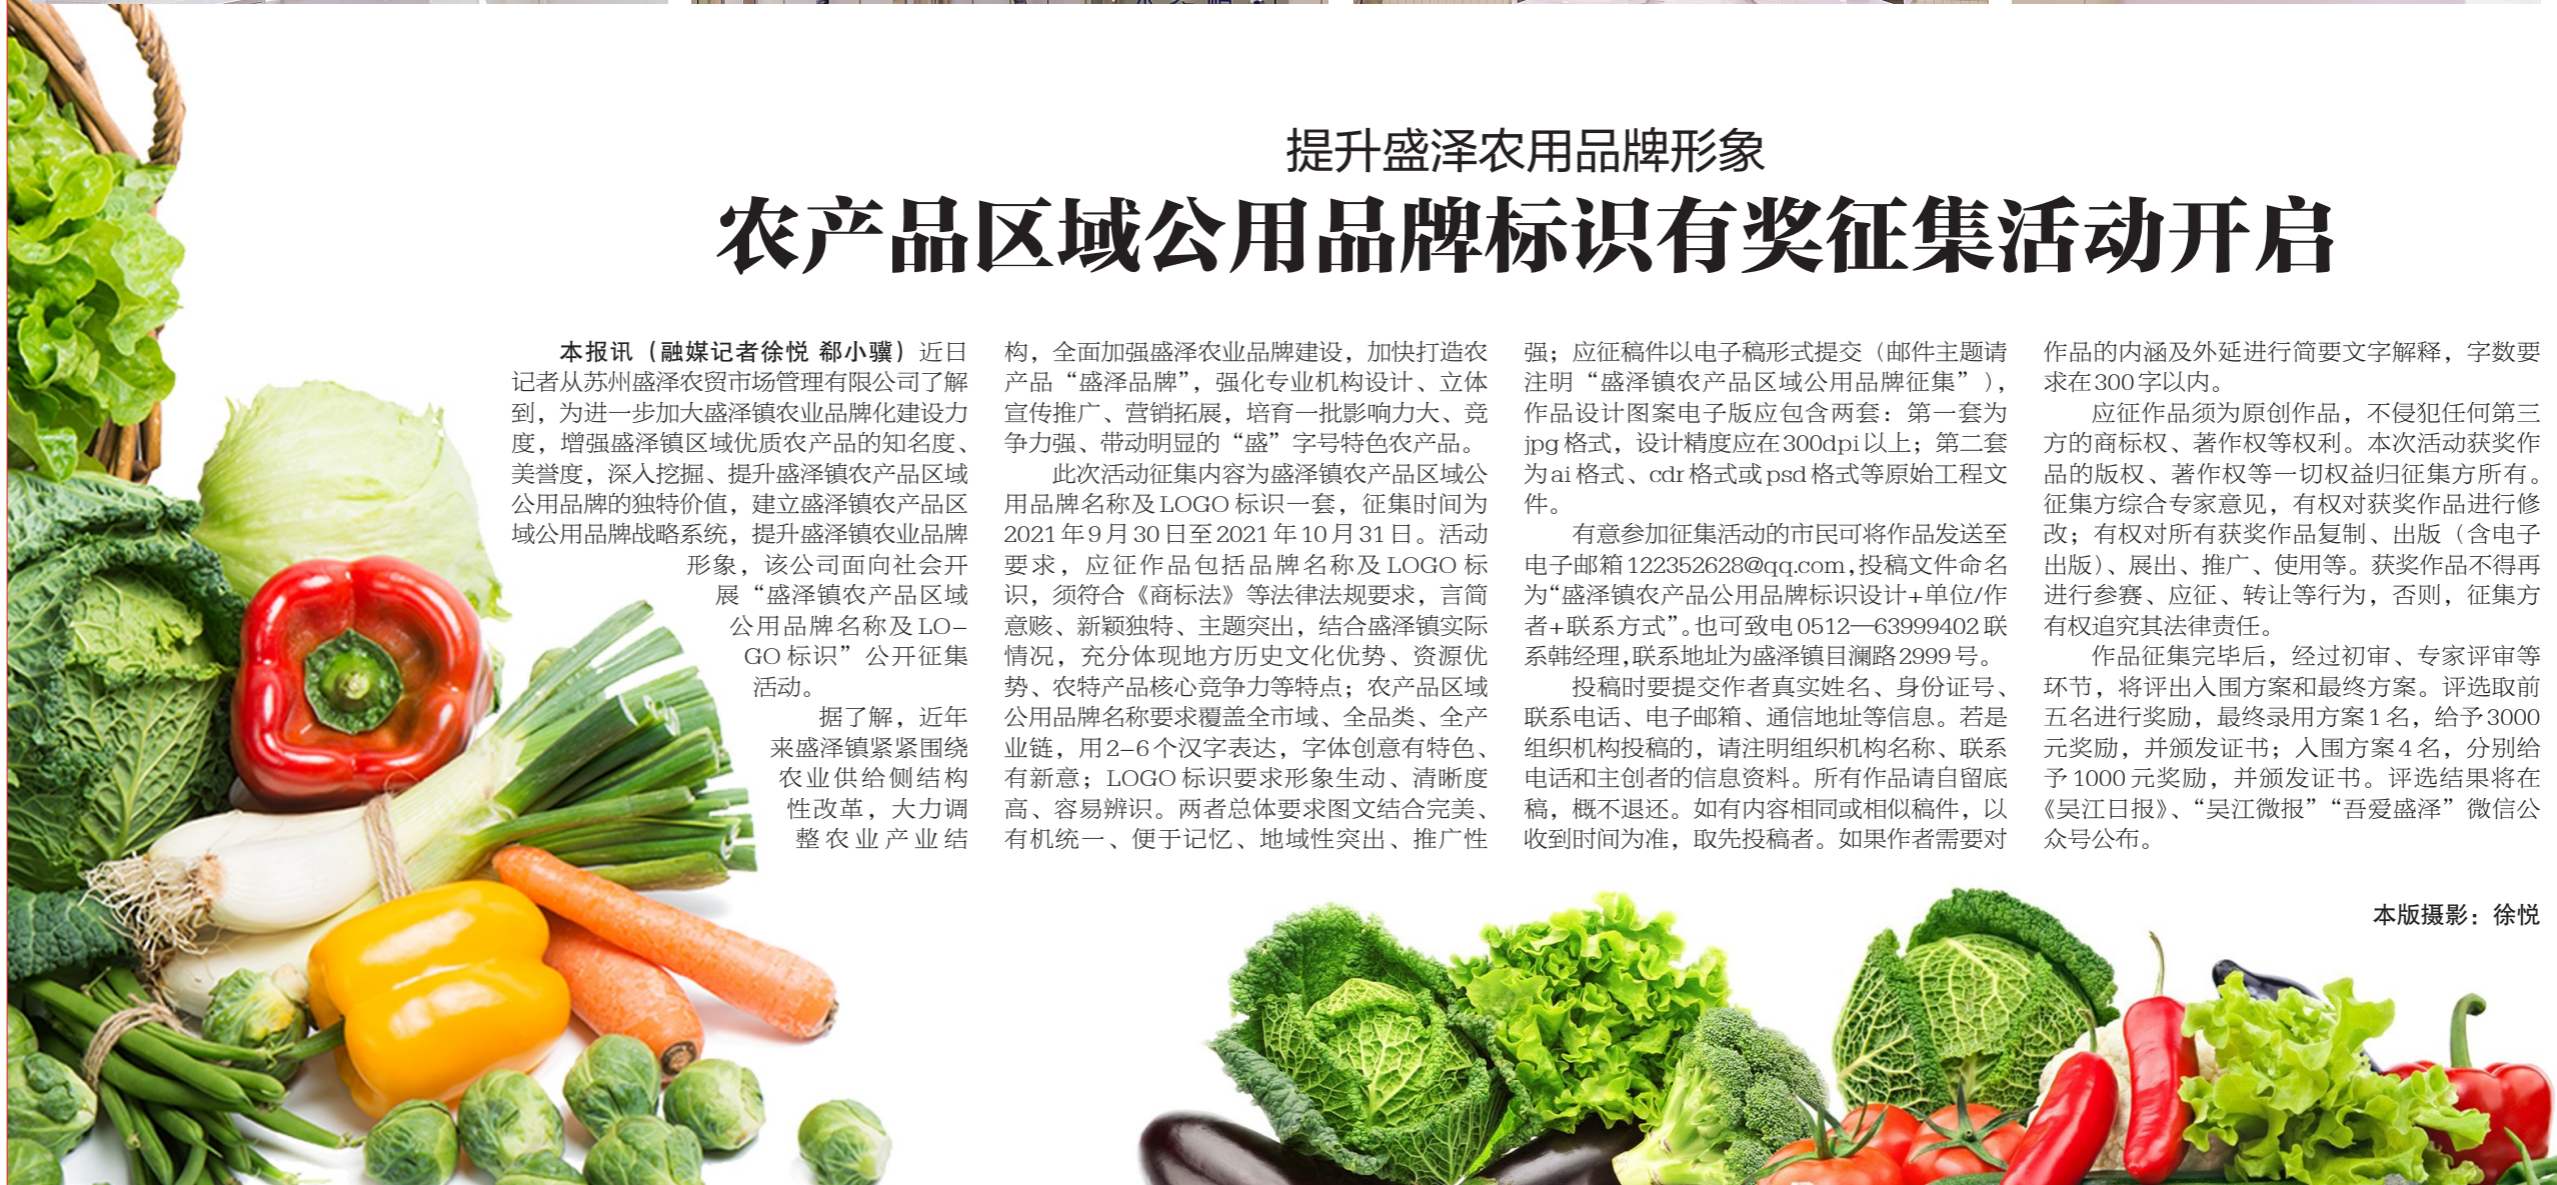 提升盛泽农用品牌形象
农产品区域公用品牌标识有奖征集活动开启
本报讯（融媒记者徐悦 郗小骥）近日
记者从苏州盛泽农贸市场管理有限公司了解
到，为进一步加大盛泽镇农业品牌化建设力
度，增强盛泽镇区域优质农产品的知名度、
美誉度，深入挖掘、提升盛泽镇农产品区域
公用品牌的独特价值，建立盛泽镇农产品区
域公用品牌战略系统，提升盛泽镇农业品牌
形象，该公司面向社会开
展“盛泽镇农产品区域
公用品牌名称及LO–
GO标识”公开征集
活动。
据了解，近年
来盛泽镇紧紧围绕
农业供给侧结构
性改革，大力调
整农业产业结
构，全面加强盛泽农业品牌建设，加快打造农
产品“盛泽品牌”，强化专业机构设计、立体
宣传推广、营销拓展，培育一批影响力大、竞
争力强、带动明显的“盛”字号特色农产品。
此次活动征集内容为盛泽镇农产品区域公
用品牌名称及LOGO标识一套，征集时间为
2021年9月30日至2021年10月31日。活动
要求，应征作品包括品牌名称及LOGO标
识，须符合《商标法》等法律法规要求，言简
意赅、新颖独特、主题突出，结合盛泽镇实际
情况，充分体现地方历史文化优势、资源优
势、农特产品核心竞争力等特点；农产品区域
公用品牌名称要求覆盖全市域、全品类、全产
业链，用2–6个汉字表达，字体创意有特色、
有新意；LOGO标识要求形象生动、清晰度
高、容易辨识。两者总体要求图文结合完美、
有机统一、便于记忆、地域性突出、推广性
强；应征稿件以电子稿形式提交（邮件主题请
注明“盛泽镇农产品区域公用品牌征集”），
作品设计图案电子版应包含两套：第一套为
jpg格式，设计精度应在300dpi以上；第二套
为ai格式、cdr格式或psd格式等原始工程文
件。
有意参加征集活动的市民可将作品发送至
电子邮箱122352628@qq.com，投稿文件命名
为“盛泽镇农产品公用品牌标识设计+单位/作
者+联系方式”。也可致电0512—63999402联
系韩经理，联系地址为盛泽镇目澜路2999号。
投稿时要提交作者真实姓名、身份证号、
联系电话、电子邮箱、通信地址等信息。若是
组织机构投稿的，请注明组织机构名称、联系
电话和主创者的信息资料。所有作品请自留底
稿，概不退还。如有内容相同或相似稿件，以
收到时间为准，取先投稿者。如果作者需要对
作品的内涵及外延进行简要文字解释，字数要
求在300字以内。
应征作品须为原创作品，不侵犯任何第三
方的商标权、著作权等权利。本次活动获奖作
品的版权、著作权等一切权益归征集方所有。
征集方综合专家意见，有权对获奖作品进行修
改；有权对所有获奖作品复制、出版（含电子
出版）、展出、推广、使用等。获奖作品不得再
进行参赛、应征、转让等行为，否则，征集方
有权追究其法律责任。
作品征集完毕后，经过初审、专家评审等
环节，将评出入围方案和最终方案。评选取前
五名进行奖励，最终录用方案1名，给予3000
元奖励，并颁发证书；入围方案4名，分别给
予1000元奖励，并颁发证书。评选结果将在
《吴江日报》、“吴江微报”“吾爱盛泽”微信公
众号公布。
本版摄影：徐悦